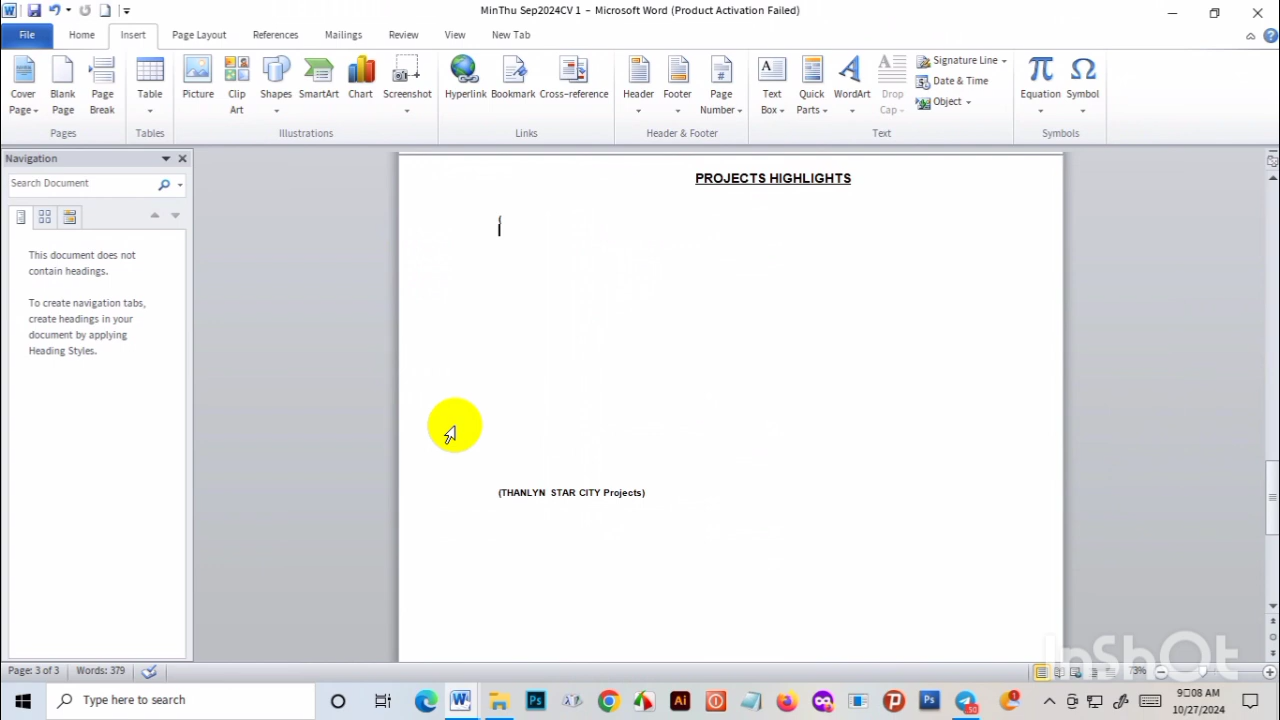 MinThu Sep2024CV 1 - Microsoft Word (Product Activation Failed)
File Home Insert Page Layout References Mailings Review View New Tab
Cover Page
Blank Page
Page Break
Table
Picture
Clip Art
Shapes
SmartArt
Chart
Screenshot
Hyperlink
Bookmark
Cross-reference
Header
Footer
Page Number
Text Box
Quick Parts
WordArt
Drop Cap
Signature Line
Date & Time
Object
Equation
Symbol
Pages Tables Illustrations Links Header & Footer Text Symbols
Navigation
Search Document
This document does not
contain headings.
To create navigation tabs,
create headings in your
document by applying
Heading Styles.
PROJECTS HIGHLIGHTS
(THANLYN STAR CITY Projects)
InShOt
Page: 3 of 3 Words: 379
73%
Type here to search
9:08 AM
10/27/2024